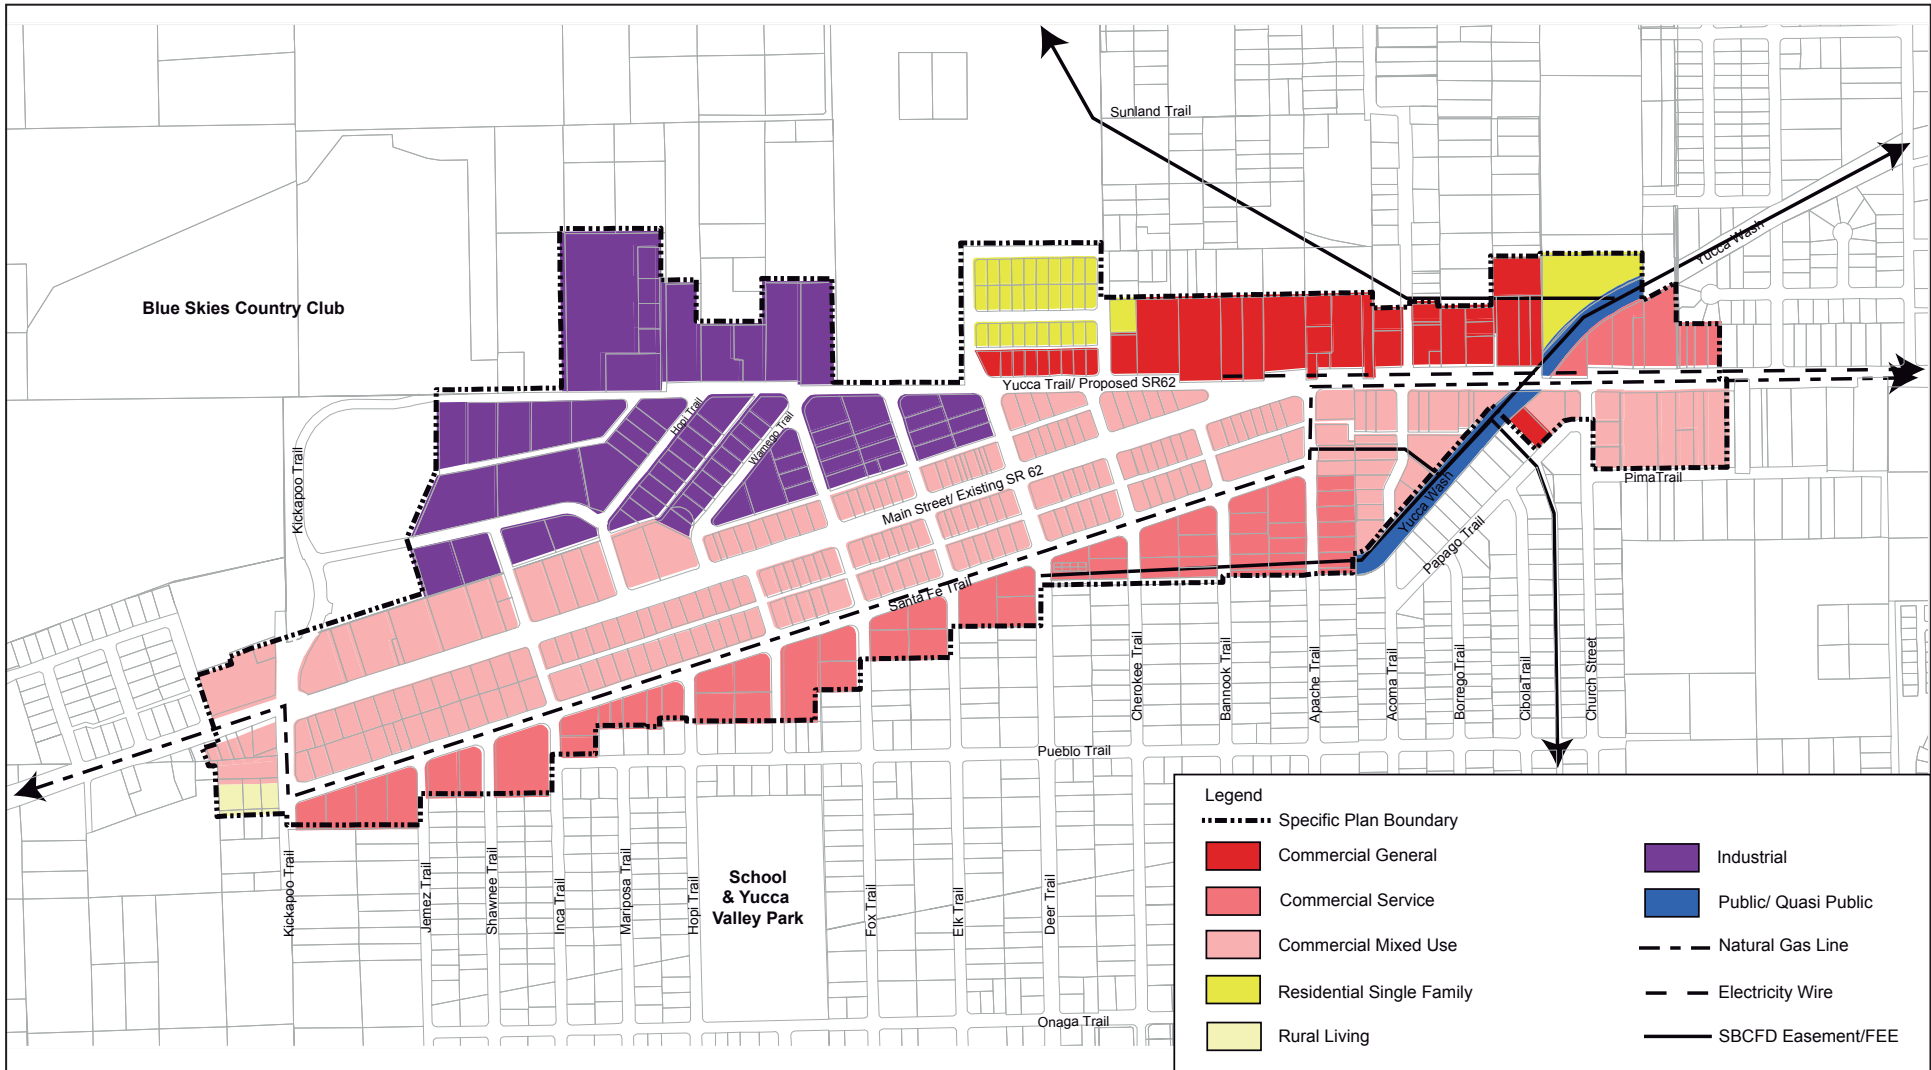 Sunland Trail
Yucca Wash
Blue Skies Country Club
Yucca Trail/ Proposed SR62
Hopi Trail
Wamego Trail
Main Street/ Existing SR 62
Kickapoo Trail
Yucca Wash
PimaTrail
Papago Trail
Santa Fe Trail
Cherokee Trail
Bannook Trail
Apache Trail
Acoma Trail
BorregoTrail
CibolaTrail
Church Street
Pueblo Trail
Kickapoo Trail
Jemez Trail
Shawnee Trail
Inca Trail
Mariposa Trail
Hopi Trail
School
& Yucca
Valley Park
Fox Trail
Elk Trail
Deer Trail
Onaga Trail
Legend
Specific Plan Boundary
Commercial General
Commercial Service
Commercial Mixed Use
Residential Single Family
Rural Living
Industrial
Public/ Quasi Public
Natural Gas Line
Electricity Wire
SBCFD Easement/FEE